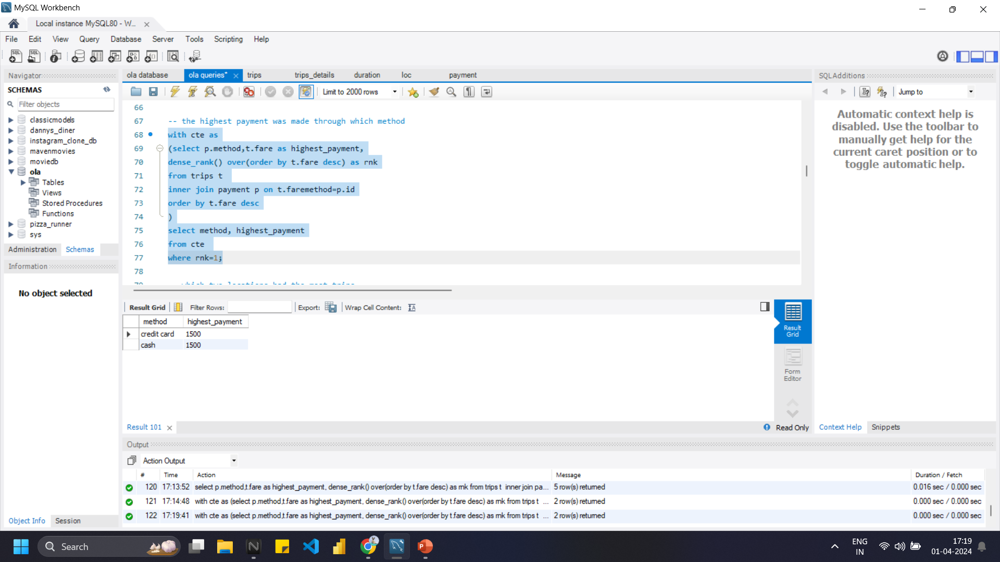 MySQL Workbench
Local instance MySQL80 - W...
File Edit View Query Database Server Tools Scripting Help
Navigator
SCHEMAS
Filter objects
classicmodels
dannys_diner
instagram_clone_db
mavenmovies
moviedb
ola
Tables
Views
Stored Procedures
Functions
pizza_runner
sys
Administration Schemas
Information
No object selected
Object Info Session
ola database ola queries* trips trips_details duration loc payment
Limit to 2000 rows
66
67 -- the highest payment was made through which method
68 with cte as
69 (select p.method,t.fare as highest_payment,
70 dense_rank() over(order by t.fare desc) as rnk
71 from trips t
72 inner join payment p on t.faremethod=p.id
73 order by t.fare desc
74 )
75 select method, highest_payment
76 from cte
77 where rnk=1;
78
Result Grid Filter Rows: Export: Wrap Cell Content:
method highest_payment
credit card 1500
cash 1500
Result Grid
Form Editor
Result 101
Read Only
SQLAdditions
Jump to
Automatic context help is
disabled. Use the toolbar to
manually get help for the
current caret position or to
toggle automatic help.
Context Help Snippets
Output
Action Output
# Time Action Message Duration / Fetch
120 17:13:52 select p.method,t.fare as highest_payment, dense_rank() over(order by t.fare desc) as rnk from trips t inner join pa... 5 row(s) returned 0.016 sec / 0.000 sec
121 17:14:48 with cte as (select p.method,t.fare as highest_payment, dense_rank() over(order by t.fare desc) as rnk from trips t ... 2 row(s) returned 0.000 sec / 0.000 sec
122 17:19:41 with cte as (select p.method,t.fare as highest_payment, dense_rank() over(order by t.fare desc) as rnk from trips t ... 2 row(s) returned 0.000 sec / 0.000 sec
Search
ENG
IN
17:19
01-04-2024